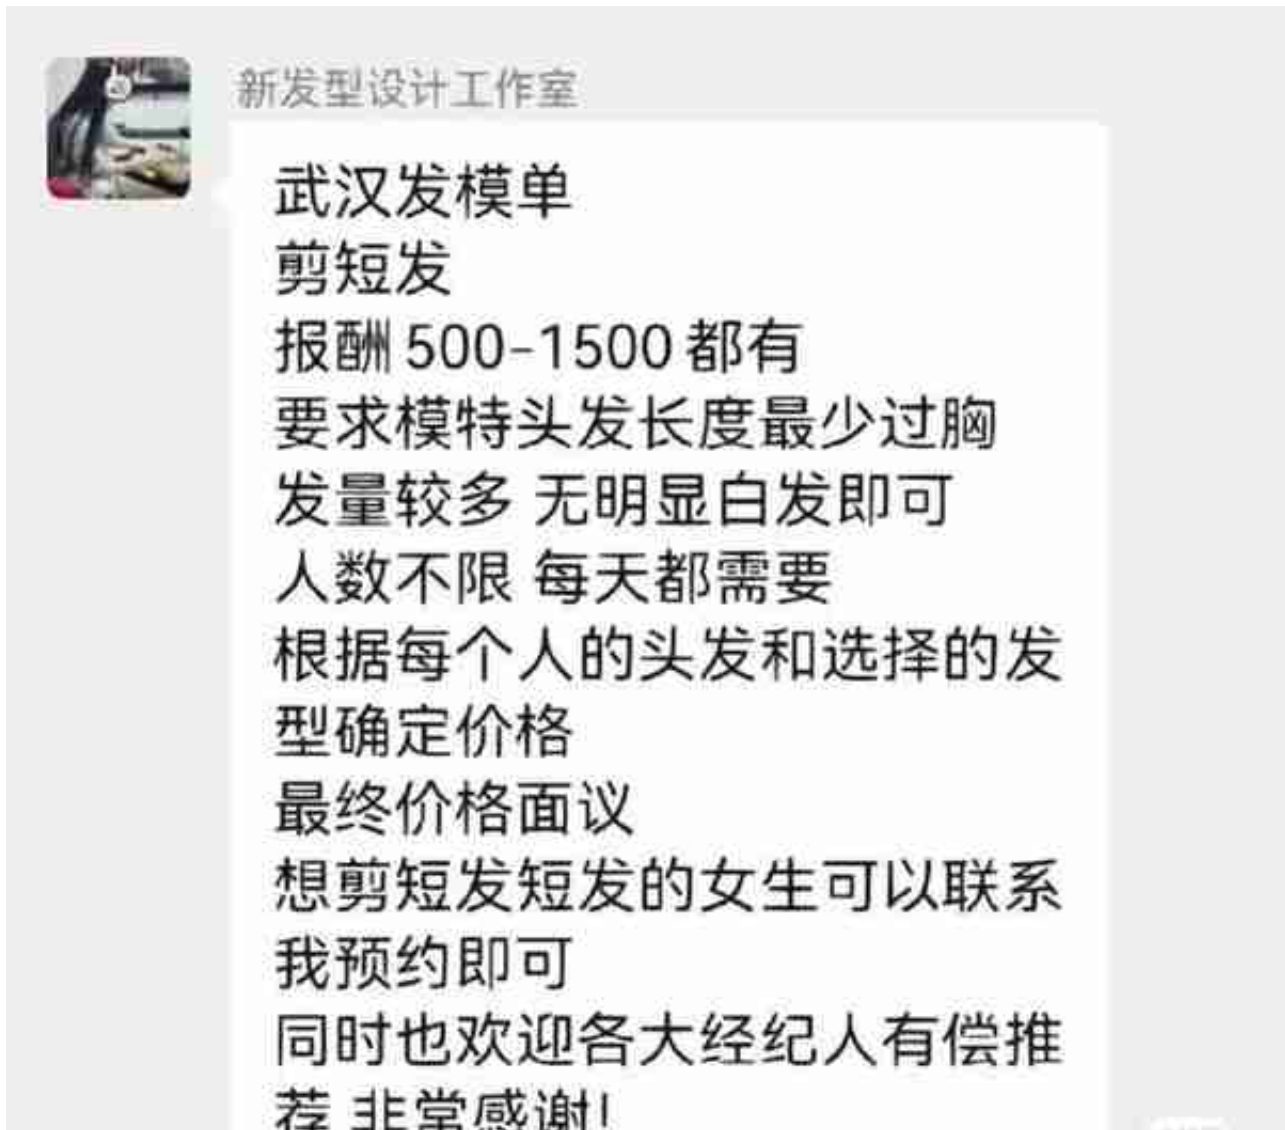 新发型设计工作室
武汉发模单
剪短发
报酬500-1500都有
要求模特头发长度最少过胸
发量较多 无明显白发即可
人数不限 每天都需要
根据每个人的头发和选择的发
型确定价格
最终价格面议
想剪短发短发的女生可以联系
我预约即可
同时也欢迎各大经纪人有偿推
荐 非常感谢!